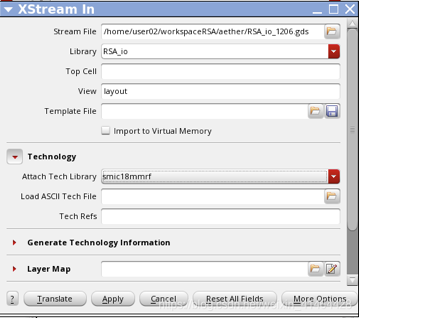 XStream In
Stream File /home/user02/workspaceRSA/aether/RSA_io_1206.gds
Library RSA_io
Top Cell
View layout
Template File
Import to Virtual Memory
Technology
Attach Tech Library smic18mmrf
Load ASCII Tech File
Tech Refs
Generate Technology Information
Layer Map
? Translate Apply Cancel Reset All Fields More Options